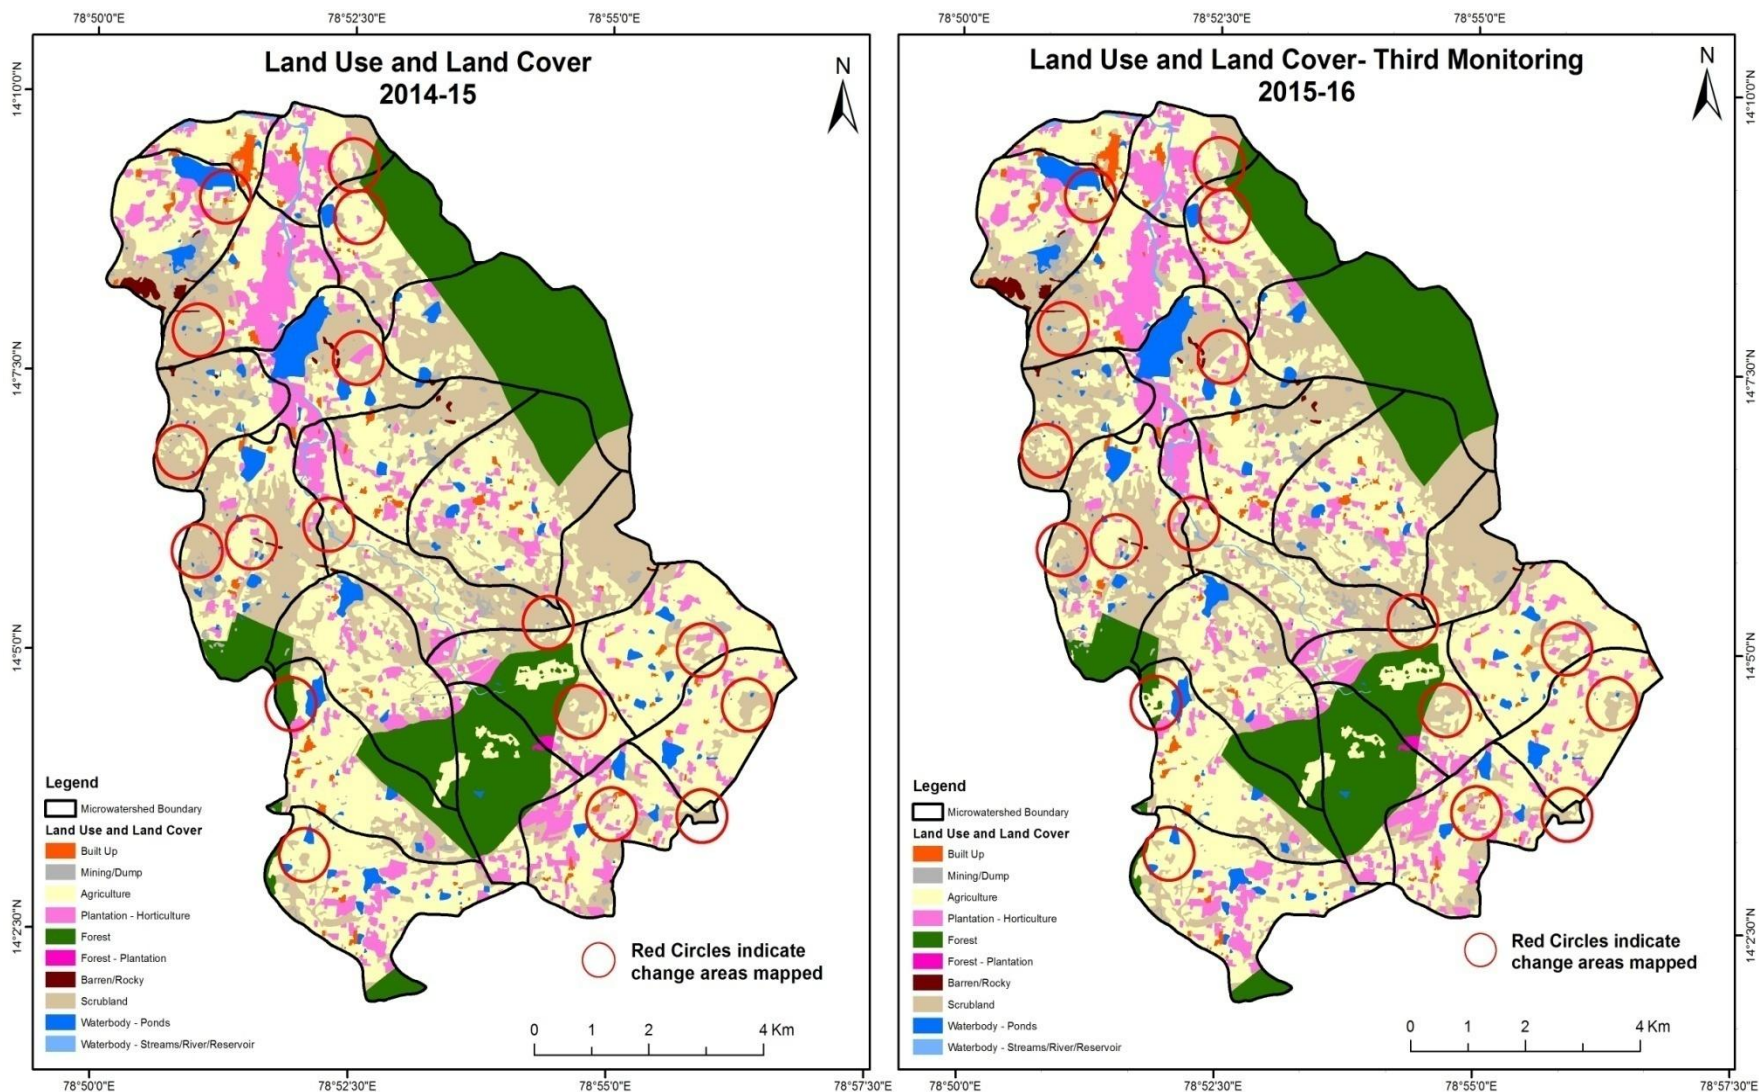 78°50'0"E 78°52'30"E 78°55'0"E
Land Use and Land Cover
2014-15
N
14°10'0"N
14°7'30"N
14°5'0"N
14°2'30"N
Legend
Microwatershed Boundary
Land Use and Land Cover
Built Up
Mining/Dump
Agriculture
Plantation - Horticulture
Forest
Forest - Plantation
Barren/Rocky
Scrubland
Waterbody - Ponds
Waterbody - Streams/River/Reservoir
Red Circles indicate
change areas mapped
0 1 2 4 Km
78°50'0"E 78°52'30"E 78°55'0"E 78°57'30"E
78°50'0"E 78°52'30"E 78°55'0"E
Land Use and Land Cover- Third Monitoring
2015-16
N
14°10'0"N
14°7'30"N
14°5'0"N
14°2'30"N
Legend
Microwatershed Boundary
Land Use and Land Cover
Built Up
Mining/Dump
Agriculture
Plantation - Horticulture
Forest
Forest - Plantation
Barren/Rocky
Scrubland
Waterbody - Ponds
Waterbody - Streams/River/Reservoir
Red Circles indicate
change areas mapped
0 1 2 4 Km
78°50'0"E 78°52'30"E 78°55'0"E 78°57'30"E